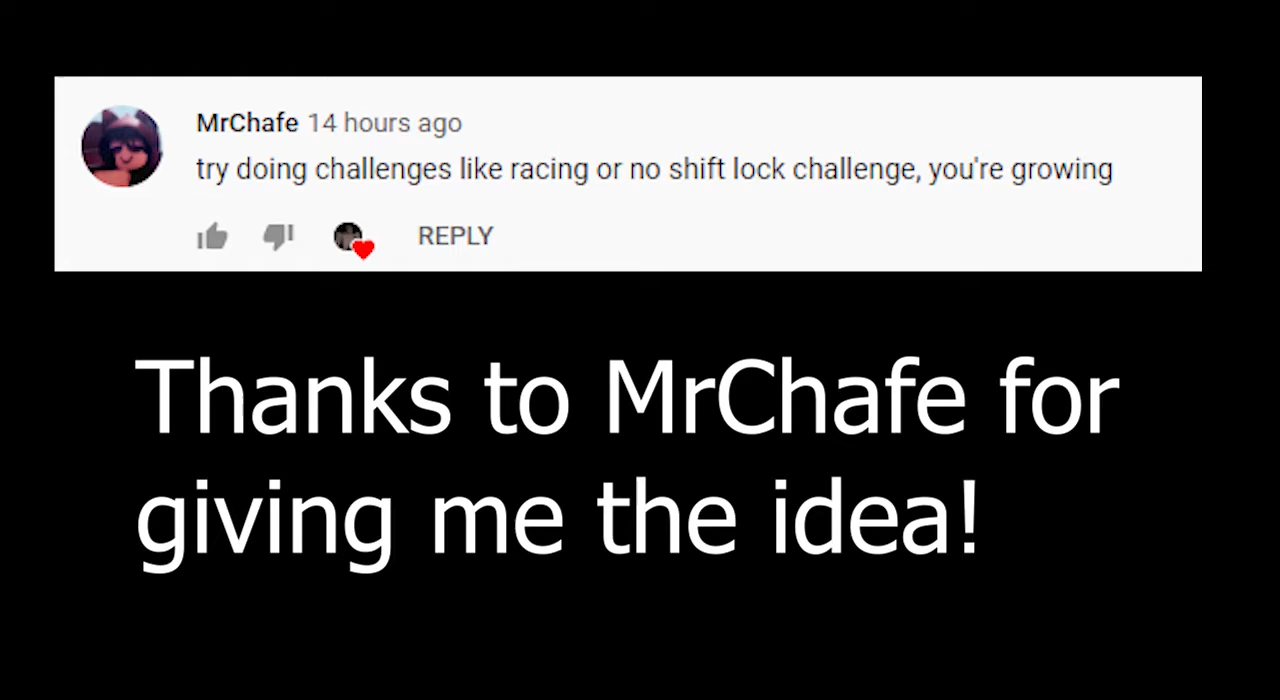 MrChafe 14 hours ago
try doing challenges like racing or no shift lock challenge, you're growing
REPLY
Thanks to MrChafe for
giving me the idea!